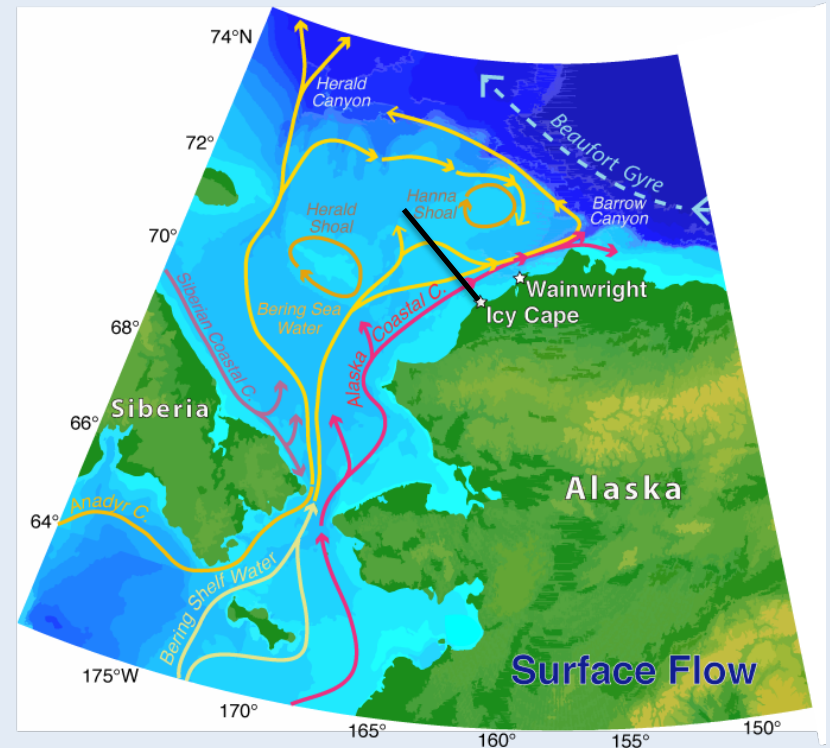 74°N
Herald
Canyon
72°
Beaufort Gyre
Hanna
Shoal
Barrow
Canyon
Herald
Shoal
70°
Siberian Coastal C.
Bering Sea
Water
Wainwright
Icy Cape
68°
Alaska Coastal C.
Siberia
66°
Alaska
Anadyr C.
64°
Bering Shelf Water
Surface Flow
175°W
170°
165°
160°
155°
150°